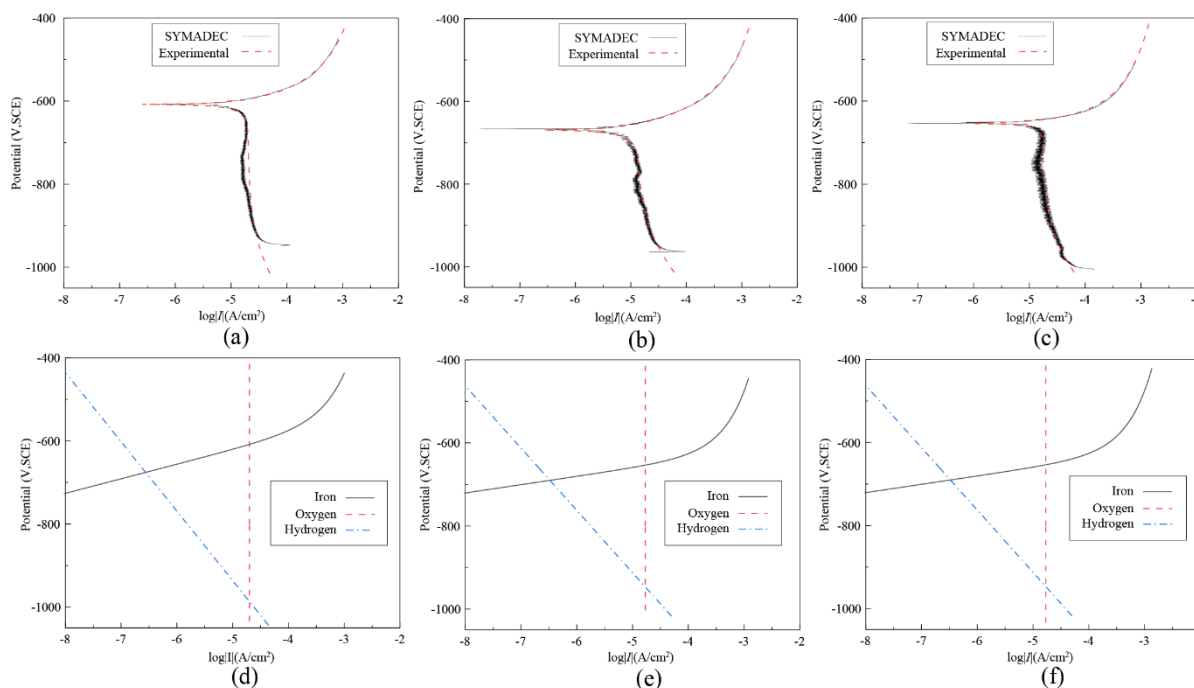 -400
-600
-800
-1000
Potential (V,SCE)
SYMADEC
Experimental
-8 -7 -6 -5 -4 -3 -2
log|I|(A/cm²)
(a)
-400
-600
-800
-1000
Potential (V,SCE)
SYMADEC
Experimental
-8 -7 -6 -5 -4 -3 -2
log|I|(A/cm²)
(b)
-400
-600
-800
-1000
Potential (V,SCE)
SYMADEC
Experimental
-8 -7 -6 -5 -4 -3 -2
log|I|(A/cm²)
(c)
-400
-600
-800
-1000
Potential (V,SCE)
Iron
Oxygen
Hydrogen
-8 -7 -6 -5 -4 -3 -2
log|I|(A/cm²)
(d)
-400
-600
-800
-1000
Potential (V,SCE)
Iron
Oxygen
Hydrogen
-8 -7 -6 -5 -4 -3 -2
log|I|(A/cm²)
(e)
-400
-600
-800
-1000
Potential (V,SCE)
Iron
Oxygen
Hydrogen
-8 -7 -6 -5 -4 -3 -2
log|I|(A/cm²)
(f)